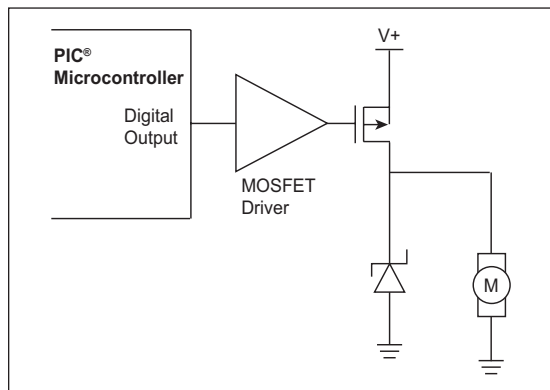 PIC®
Microcontroller
Digital
Output
MOSFET
Driver
V+
M